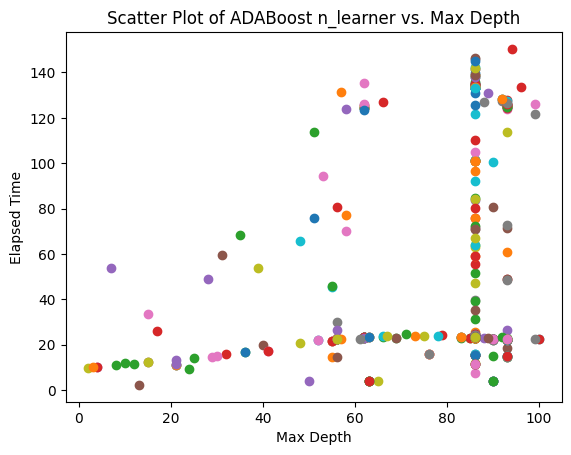 Scatter Plot of ADABoost n_learner vs. Max Depth
140
120
100
80
60
40
20
0
Elapsed Time
0 20 40 60 80 100
Max Depth